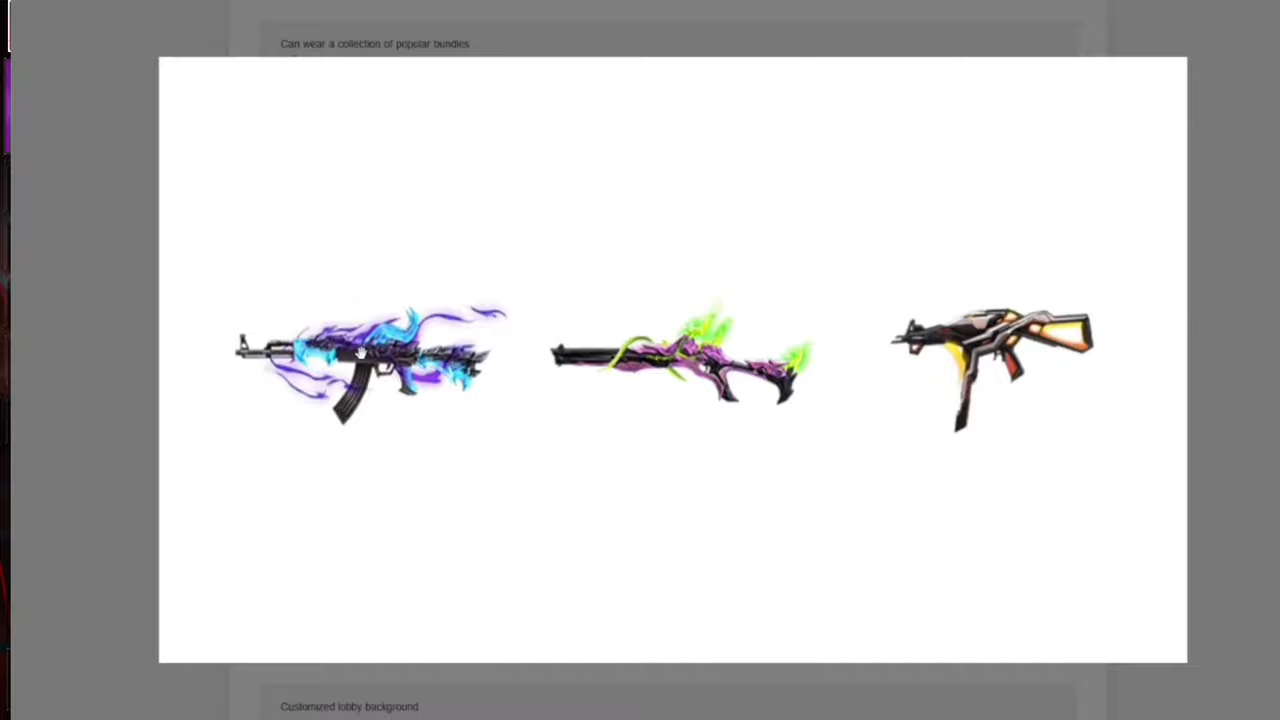 Can wear a collection of popular bundles
Customized lobby background